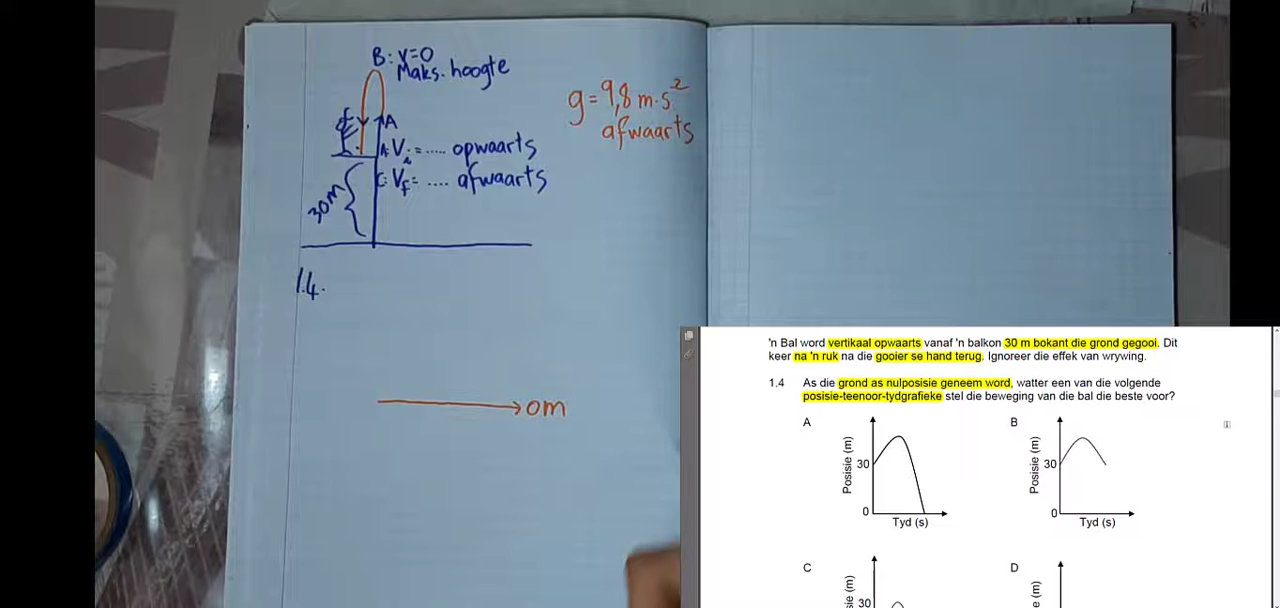 B: v=0
Maks. hoogte
A
A: Vi = ..... opwaarts
C: Vf = .... afwaarts
30m
g = 9,8 m·s²
afwaarts
1.4.
0m
'n Bal word vertikaal opwaarts vanaf 'n balkon 30 m bokant die grond gegooi. Dit
keer na 'n ruk na die gooier se hand terug. Ignoreer die effek van wrywing.
1.4 As die grond as nulposisie geneem word, watter een van die volgende
posisie-teenoor-tydgrafieke stel die beweging van die bal die beste voor?
A B
Posisie (m) 30 0 Tyd (s)
Posisie (m) 30 0 Tyd (s)
C D
sie (m) 30
e (m)